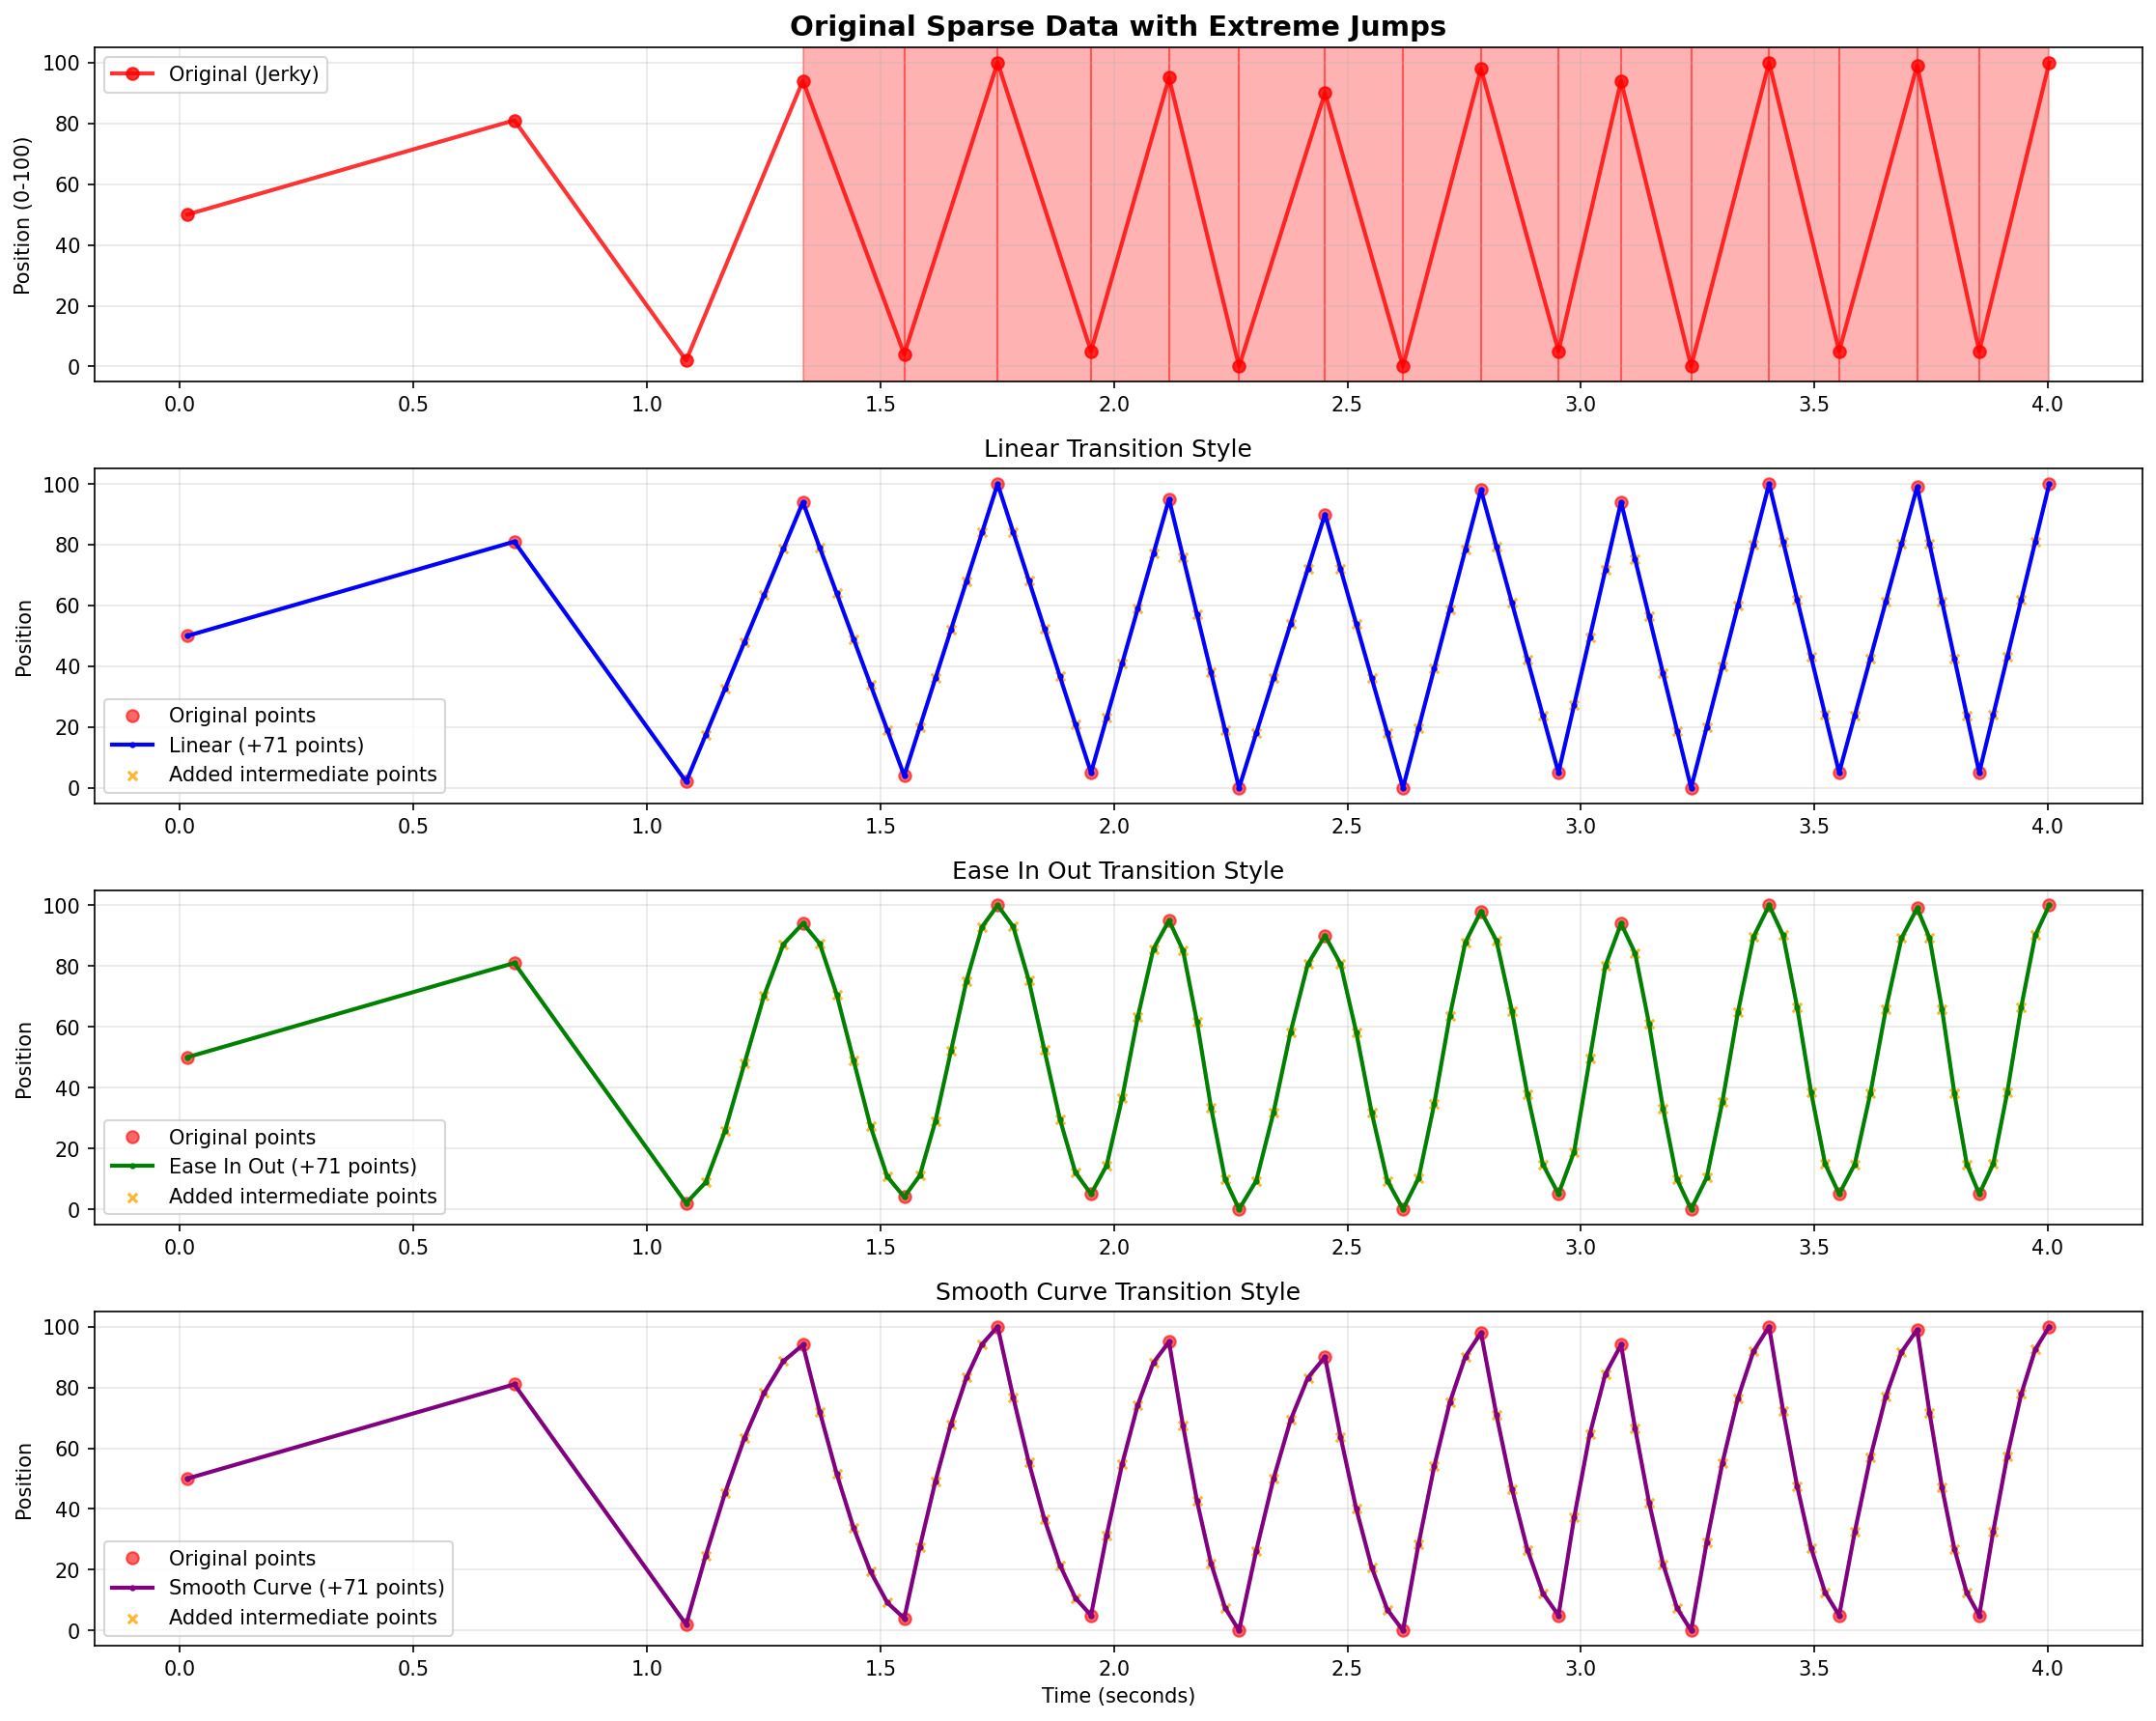 Original Sparse Data with Extreme Jumps
Original (Jerky)
Position (0-100)
100
80
60
40
20
0
0.0 0.5 1.0 1.5 2.0 2.5 3.0 3.5 4.0
Linear Transition Style
Position
100
80
60
40
20
0
Original points
Linear (+71 points)
Added intermediate points
0.0 0.5 1.0 1.5 2.0 2.5 3.0 3.5 4.0
Ease In Out Transition Style
Position
100
80
60
40
20
0
Original points
Ease In Out (+71 points)
Added intermediate points
0.0 0.5 1.0 1.5 2.0 2.5 3.0 3.5 4.0
Smooth Curve Transition Style
Position
100
80
60
40
20
0
Original points
Smooth Curve (+71 points)
Added intermediate points
0.0 0.5 1.0 1.5 2.0 2.5 3.0 3.5 4.0
Time (seconds)